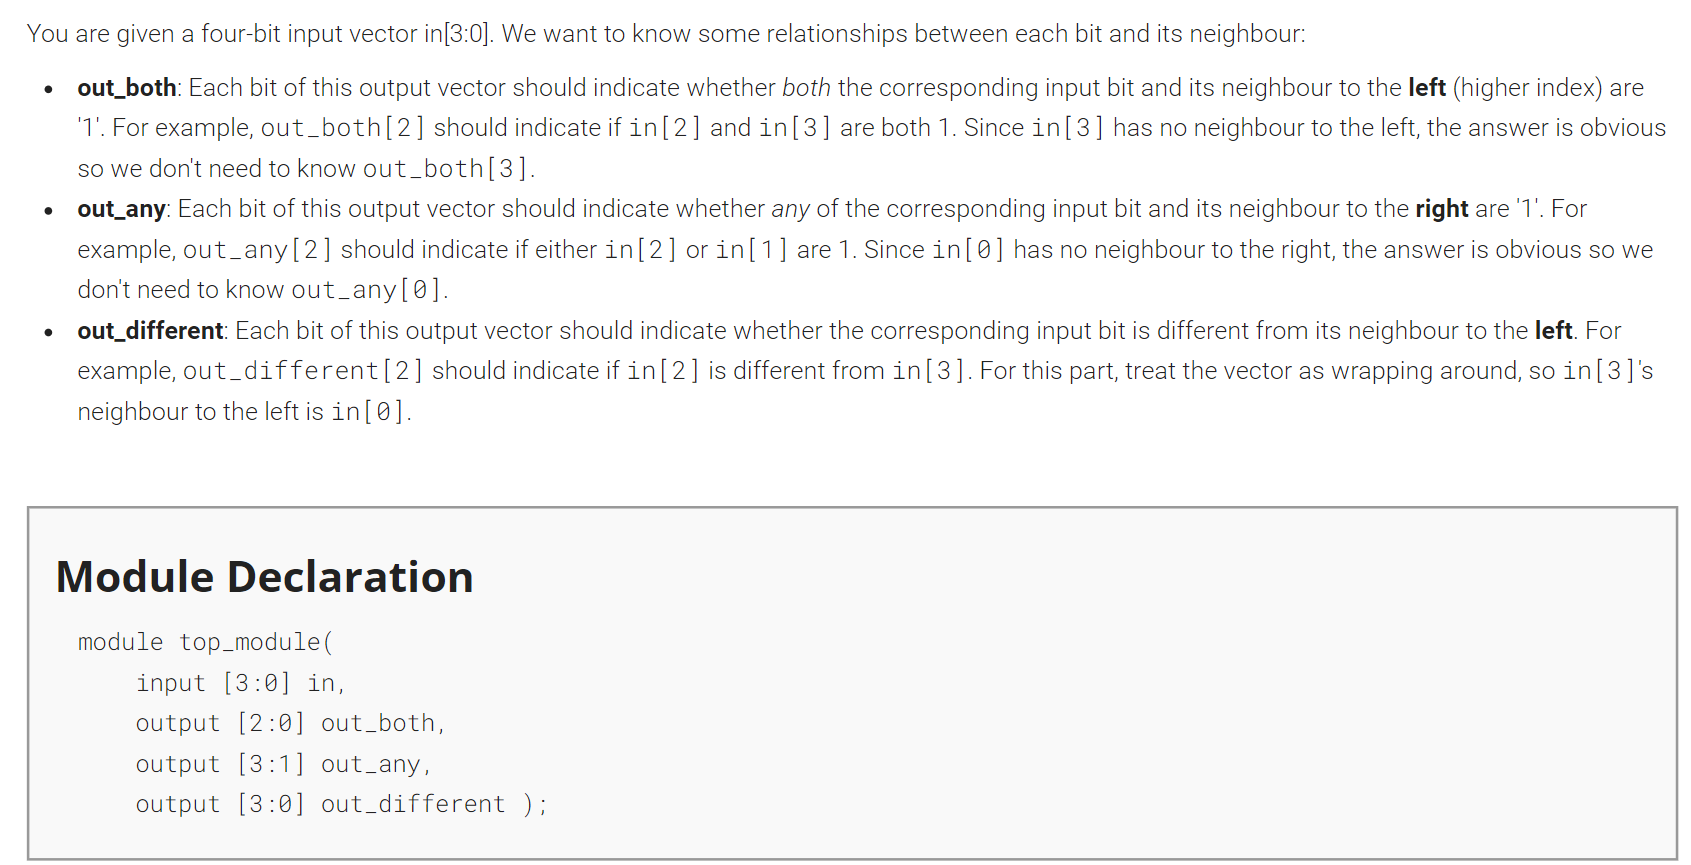 You are given a four-bit input vector in[3:0]. We want to know some relationships between each bit and its neighbour:
• out_both: Each bit of this output vector should indicate whether both the corresponding input bit and its neighbour to the left (higher index) are
'1'. For example, out_both[2] should indicate if in[2] and in[3] are both 1. Since in[3] has no neighbour to the left, the answer is obvious
so we don't need to know out_both[3].
• out_any: Each bit of this output vector should indicate whether any of the corresponding input bit and its neighbour to the right are '1'. For
example, out_any[2] should indicate if either in[2] or in[1] are 1. Since in[0] has no neighbour to the right, the answer is obvious so we
don't need to know out_any[0].
• out_different: Each bit of this output vector should indicate whether the corresponding input bit is different from its neighbour to the left. For
example, out_different[2] should indicate if in[2] is different from in[3]. For this part, treat the vector as wrapping around, so in[3]'s
neighbour to the left is in[0].
Module Declaration
module top_module(
input [3:0] in,
output [2:0] out_both,
output [3:1] out_any,
output [3:0] out_different );